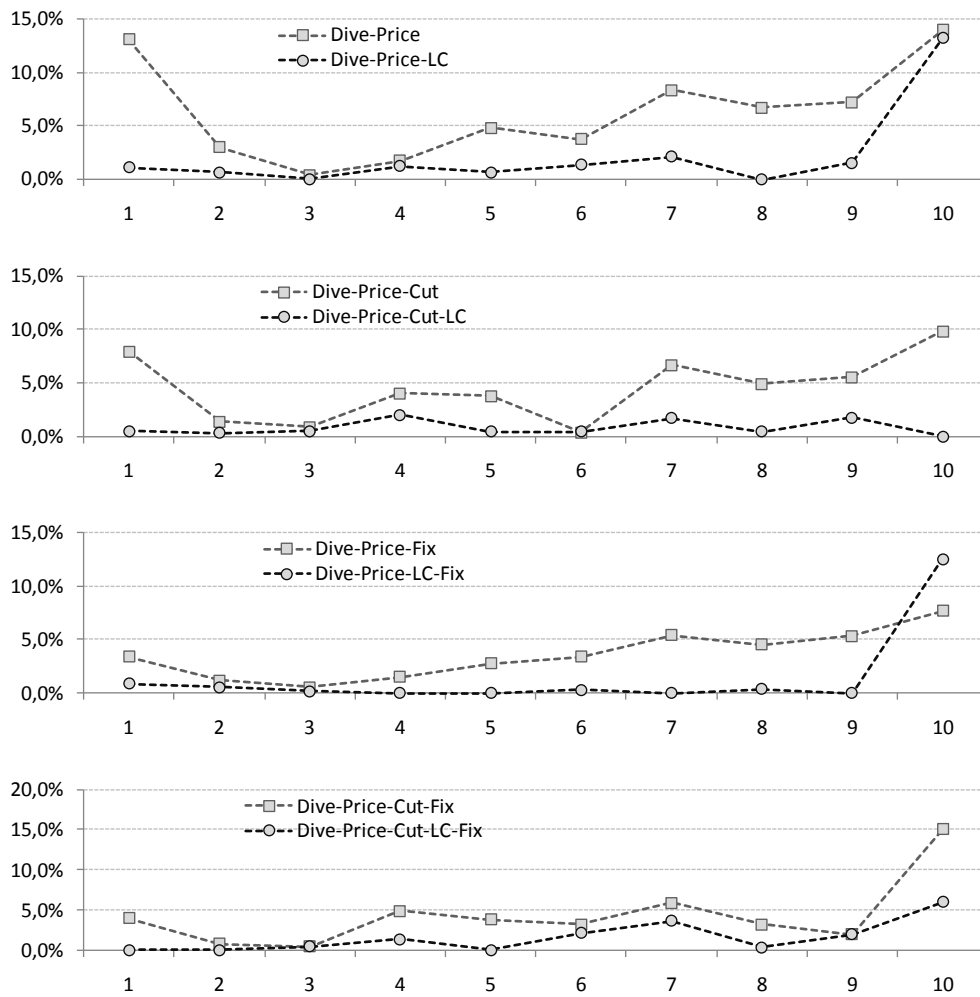 15,0%
Dive-Price
Dive-Price-LC
10,0%
5,0%
0,0%
1 2 3 4 5 6 7 8 9 10
15,0%
Dive-Price-Cut
10,0%
Dive-Price-Cut-LC
5,0%
0,0%
1 2 3 4 5 6 7 8 9 10
15,0%
Dive-Price-Fix
Dive-Price-LC-Fix
10,0%
5,0%
0,0%
1 2 3 4 5 6 7 8 9 10
20,0%
Dive-Price-Cut-Fix
15,0%
Dive-Price-Cut-LC-Fix
10,0%
5,0%
0,0%
1 2 3 4 5 6 7 8 9 10